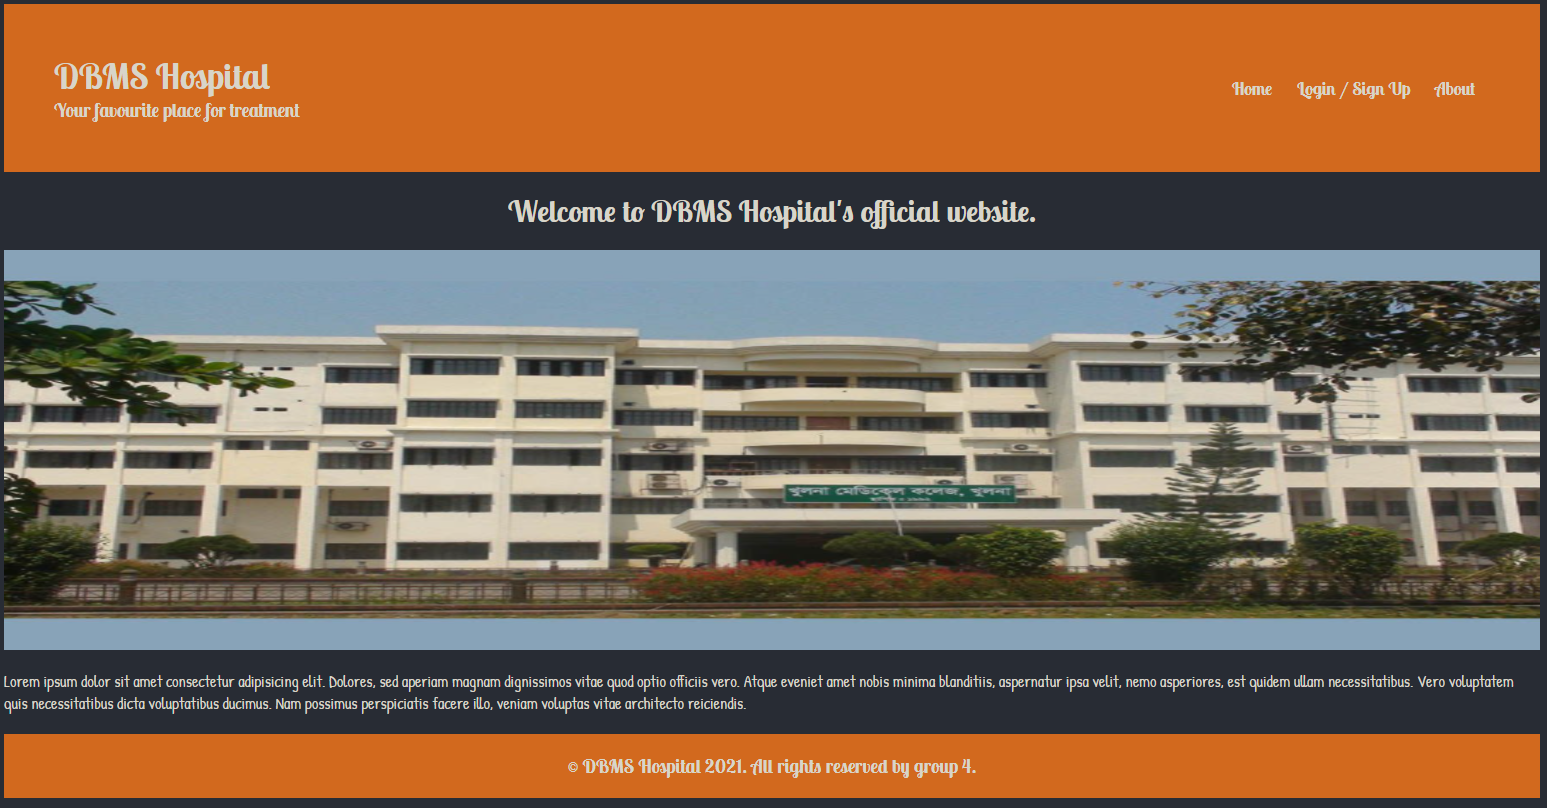 DBMS Hospital
Your favourite place for treatment
Home Login / Sign Up About
Welcome to DBMS Hospital's official website.
খুলনা মেডিকেল কলেজ, খুলনা
Lorem ipsum dolor sit amet consectetur adipisicing elit. Dolores, sed aperiam magnam dignissimos vitae quod optio officiis vero. Atque eveniet amet nobis minima blanditiis, aspernatur ipsa velit, nemo asperiores, est quidem ullam necessitatibus. Vero voluptatem
quis necessitatibus dicta voluptatibus ducimus. Nam possimus perspiciatis facere illo, veniam voluptas vitae architecto reiciendis.
© DBMS Hospital 2021. All rights reserved by group 4.